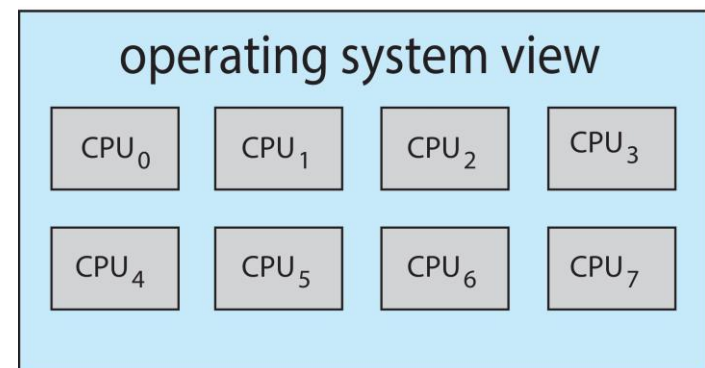 operating system view
CPU₀ CPU₁ CPU₂ CPU₃
CPU₄ CPU₅ CPU₆ CPU₇